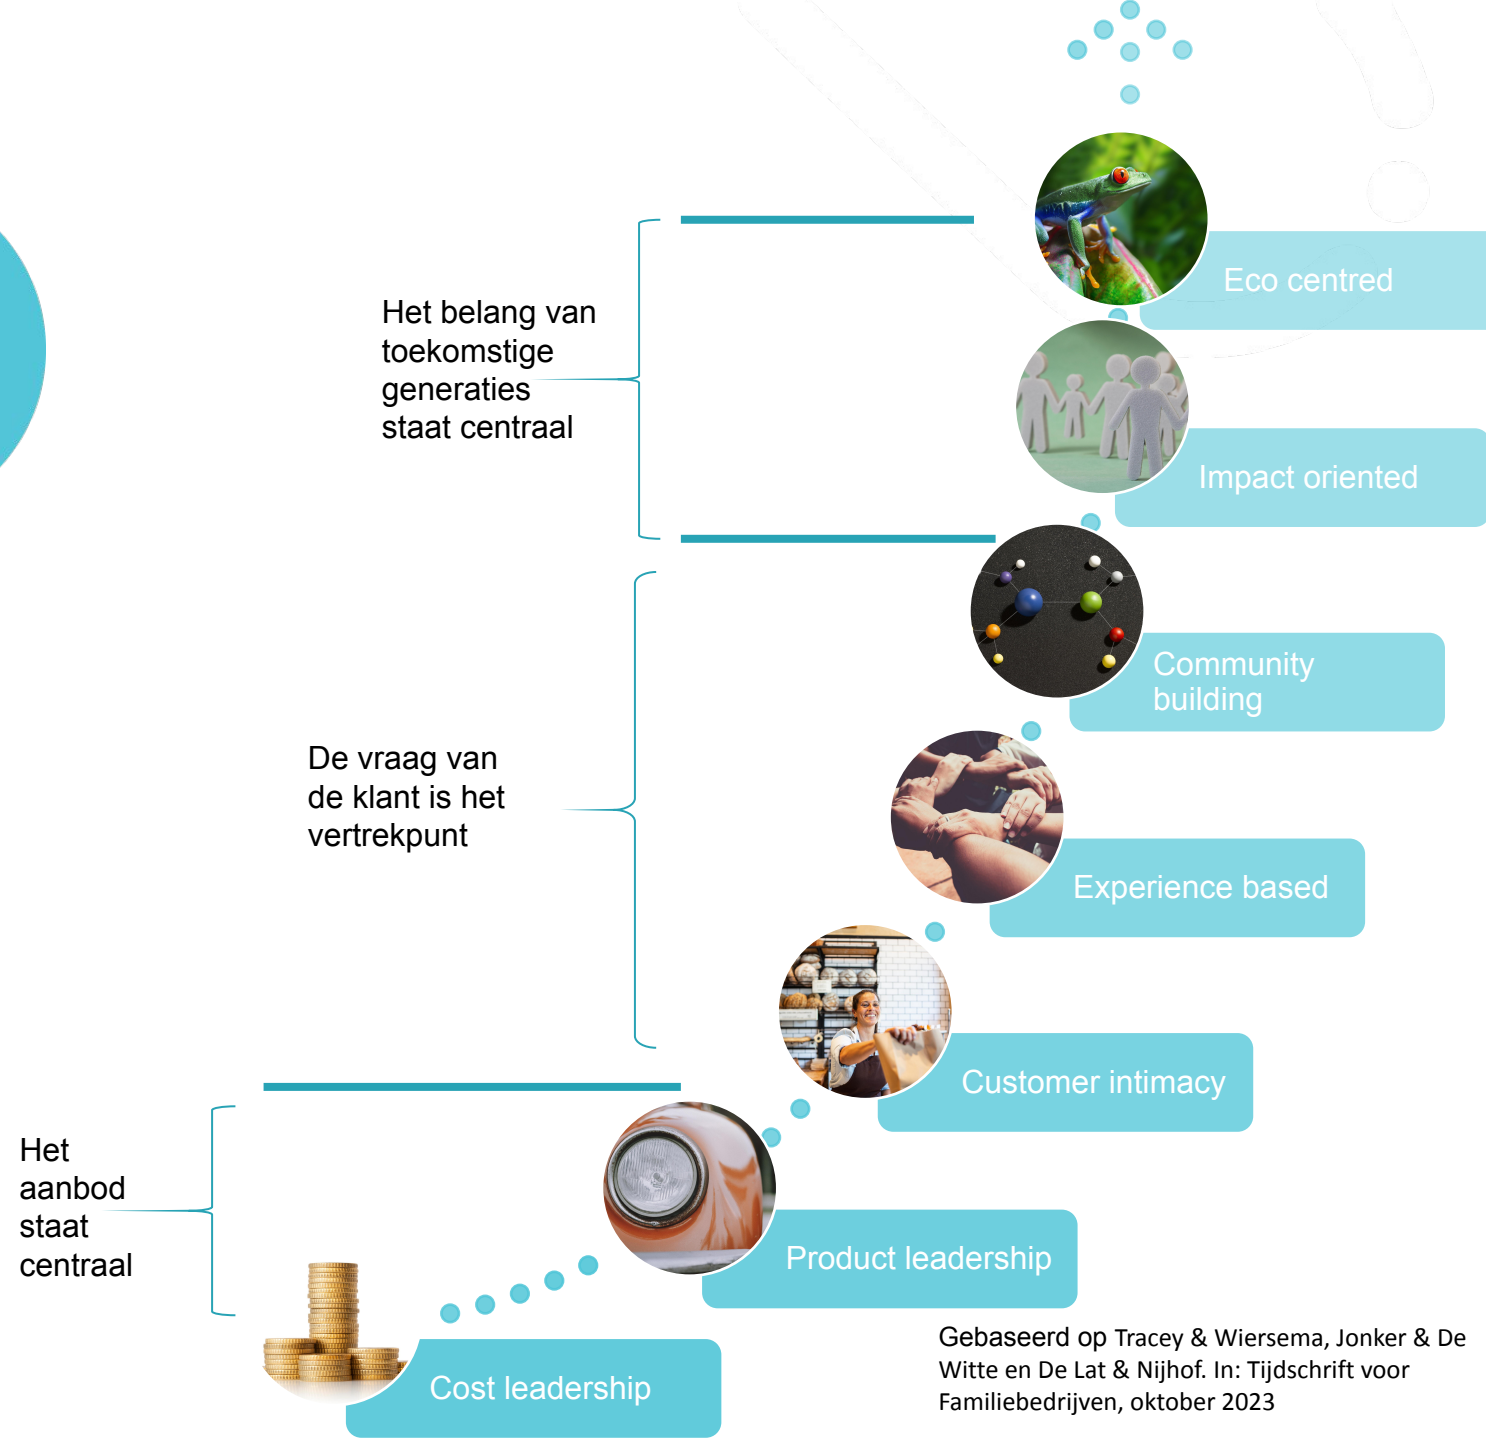 Eco centred
Het belang van
toekomstige
generaties
staat centraal
Impact oriented
Community
building
De vraag van
de klant is het
vertrekpunt
Experience based
Customer intimacy
Het
aanbod
staat
centraal
Product leadership
Cost leadership
Gebaseerd op Tracey & Wiersema, Jonker & De
Witte en De Lat & Nijhof. In: Tijdschrift voor
Familiebedrijven, oktober 2023